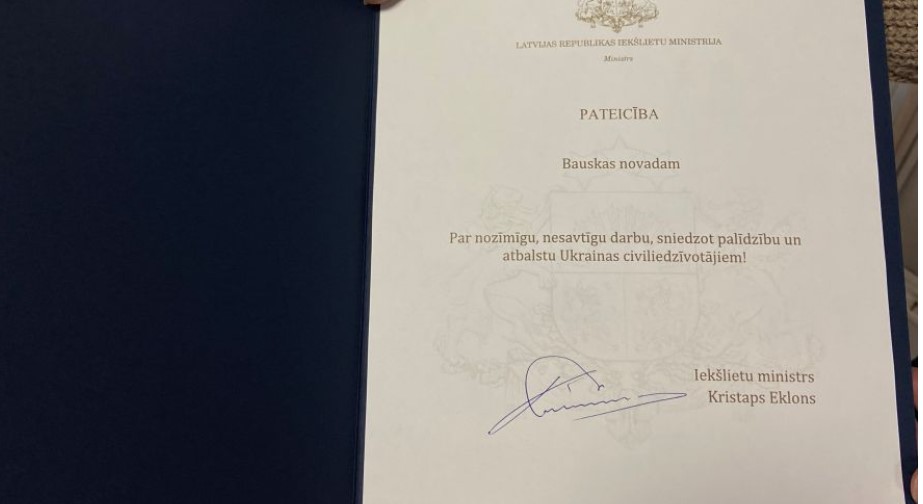 LATVIJAS REPUBLIKAS IEKŠLIETU MINISTRIJA
Ministrs
PATEICĪBA
Bauskas novadam
Par nozīmīgu, nesavtīgu darbu, sniedzot palīdzību un
atbalstu Ukrainas civiliedzīvotājiem!
Iekšlietu ministrs
Kristaps Eklons